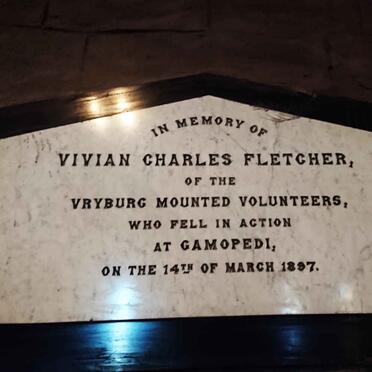 IN MEMORY OF
VIVIAN CHARLES FLETCHER,
OF THE
VRYBURG MOUNTED VOLUNTEERS,
WHO FELL IN ACTION
AT GAMOPEDI,
ON THE 14TH OF MARCH 1897.